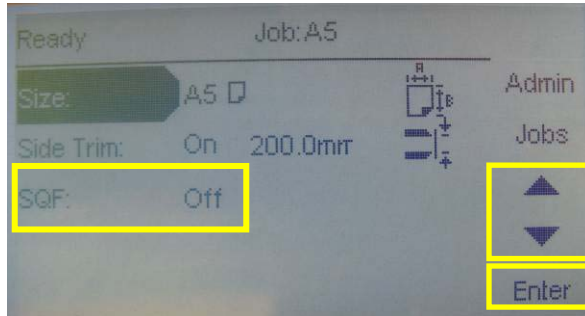 Ready Job: A5
Size: A5 Admin
A
B
Side Trim: On 200.0mm Jobs
SQF: Off
Enter